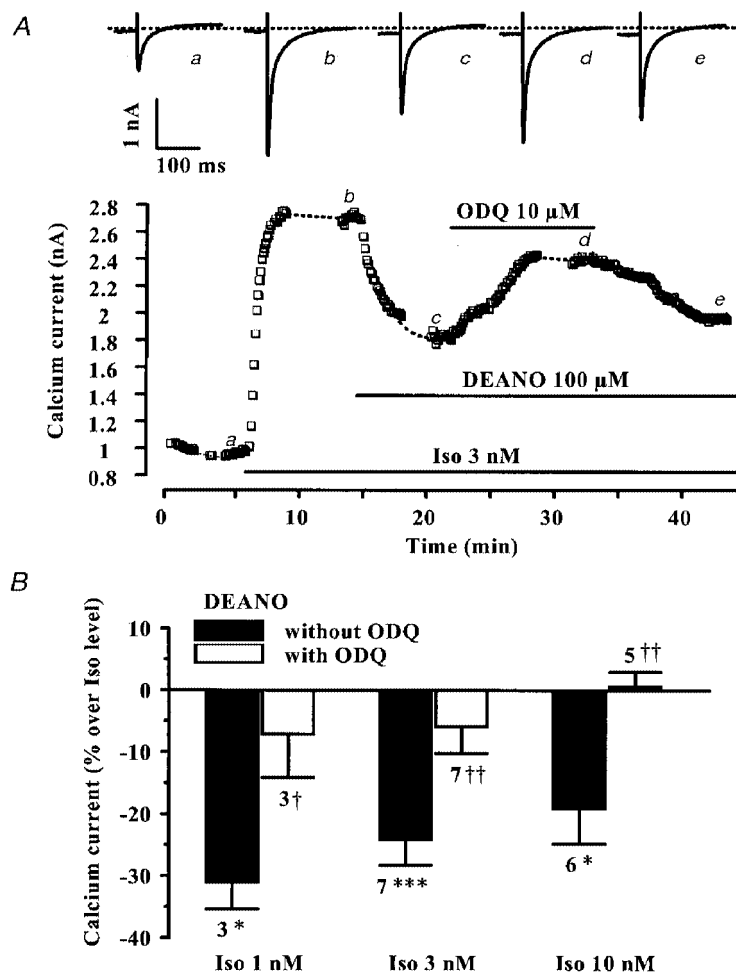 A
a b c d e
1 nA
100 ms
Calcium current (nA)
2.8
2.6
2.4
2.2
2
1.8
1.6
1.4
1.2
1
0.8
a
b
c
d
e
ODQ 10 µM
DEANO 100 µM
Iso 3 nM
0 10 20 30 40
Time (min)
B
Calcium current (% over Iso level)
10
0
-10
-20
-30
-40
DEANO
without ODQ
with ODQ
3 *
3 †
7 ***
7 ††
6 *
5 ††
Iso 1 nM Iso 3 nM Iso 10 nM